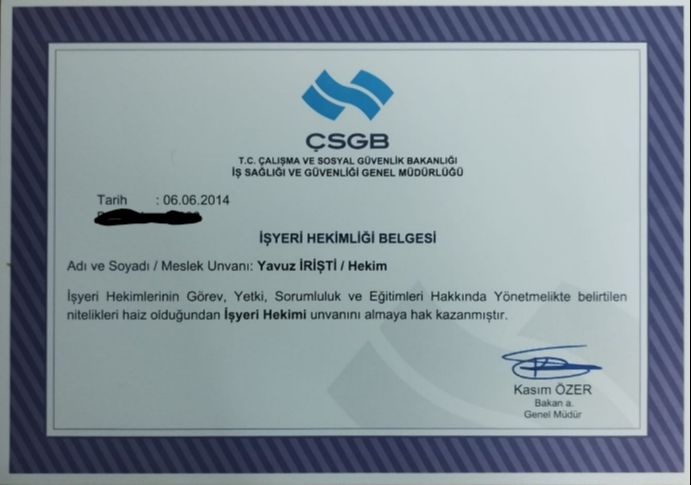 ÇSGB
T.C. ÇALIŞMA VE SOSYAL GÜVENLİK BAKANLIĞI
İŞ SAĞLIĞI VE GÜVENLİĞİ GENEL MÜDÜRLÜĞÜ
Tarih : 06.06.2014
İŞYERİ HEKİMLİĞİ BELGESİ
Adı ve Soyadı / Meslek Unvanı: Yavuz İRİŞTİ / Hekim
İşyeri Hekimlerinin Görev, Yetki, Sorumluluk ve Eğitimleri Hakkında Yönetmelikte belirtilen
nitelikleri haiz olduğundan İşyeri Hekimi unvanını almaya hak kazanmıştır.
Kasım ÖZER
Bakan a.
Genel Müdür